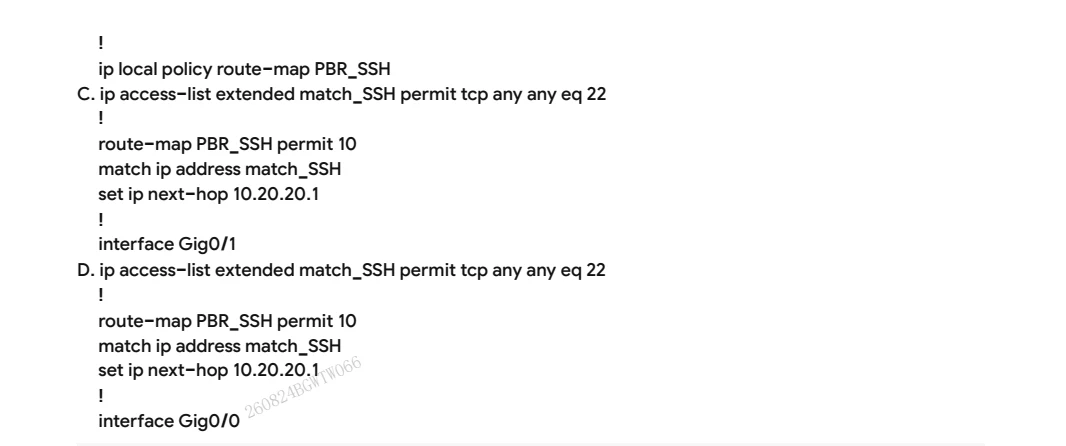 !
ip local policy route-map PBR_SSH
C. ip access-list extended match_SSH permit tcp any any eq 22
!
route-map PBR_SSH permit 10
match ip address match_SSH
set ip next-hop 10.20.20.1
!
interface Gig0/1
D. ip access-list extended match_SSH permit tcp any any eq 22
!
route-map PBR_SSH permit 10
match ip address match_SSH
set ip next-hop 10.20.20.1
!
interface Gig0/0
260824BGWTW066